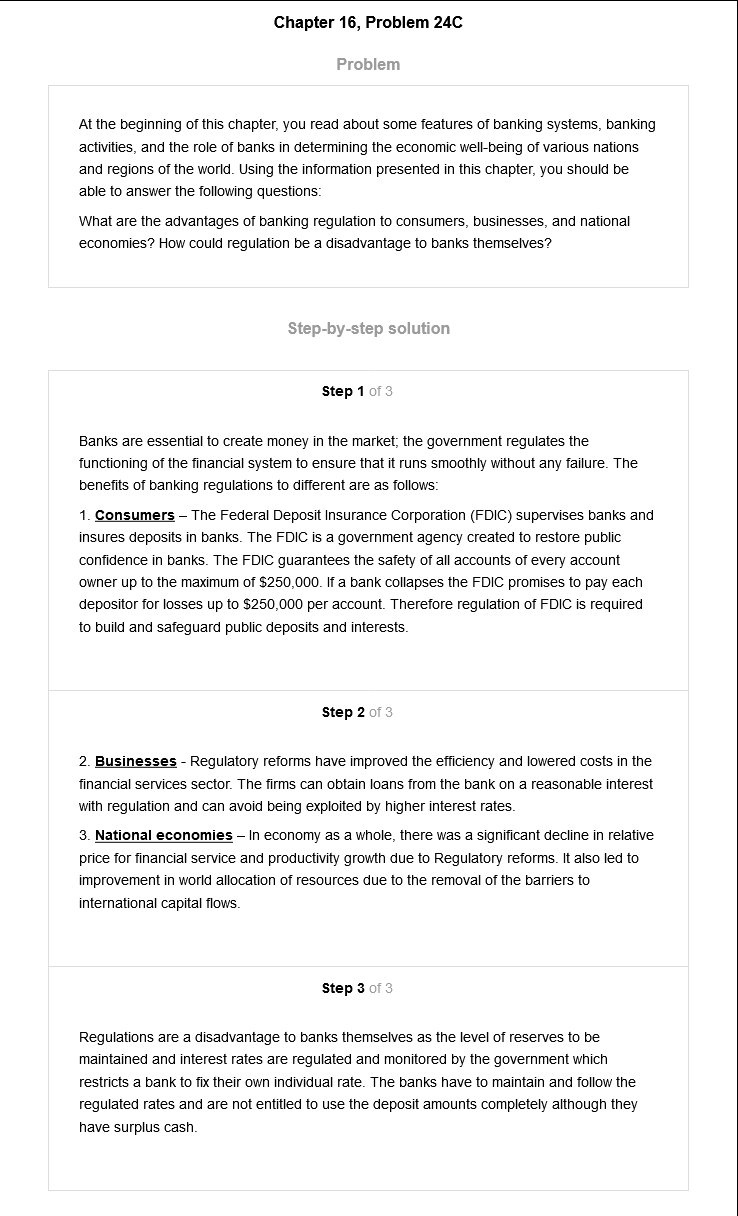 Chapter 16, Problem 24C
Problem
At the beginning of this chapter, you read about some features of banking systems, banking
activities, and the role of banks in determining the economic well-being of various nations
and regions of the world. Using the information presented in this chapter, you should be
able to answer the following questions:
What are the advantages of banking regulation to consumers, businesses, and national
economies? How could regulation be a disadvantage to banks themselves?
Step-by-step solution
Step 1 of 3
Banks are essential to create money in the market; the government regulates the
functioning of the financial system to ensure that it runs smoothly without any failure. The
benefits of banking regulations to different are as follows:
1. Consumers – The Federal Deposit Insurance Corporation (FDIC) supervises banks and
insures deposits in banks. The FDIC is a government agency created to restore public
confidence in banks. The FDIC guarantees the safety of all accounts of every account
owner up to the maximum of $250,000. If a bank collapses the FDIC promises to pay each
depositor for losses up to $250,000 per account. Therefore regulation of FDIC is required
to build and safeguard public deposits and interests.
Step 2 of 3
2. Businesses - Regulatory reforms have improved the efficiency and lowered costs in the
financial services sector. The firms can obtain loans from the bank on a reasonable interest
with regulation and can avoid being exploited by higher interest rates.
3. National economies – In economy as a whole, there was a significant decline in relative
price for financial service and productivity growth due to Regulatory reforms. It also led to
improvement in world allocation of resources due to the removal of the barriers to
international capital flows.
Step 3 of 3
Regulations are a disadvantage to banks themselves as the level of reserves to be
maintained and interest rates are regulated and monitored by the government which
restricts a bank to fix their own individual rate. The banks have to maintain and follow the
regulated rates and are not entitled to use the deposit amounts completely although they
have surplus cash.